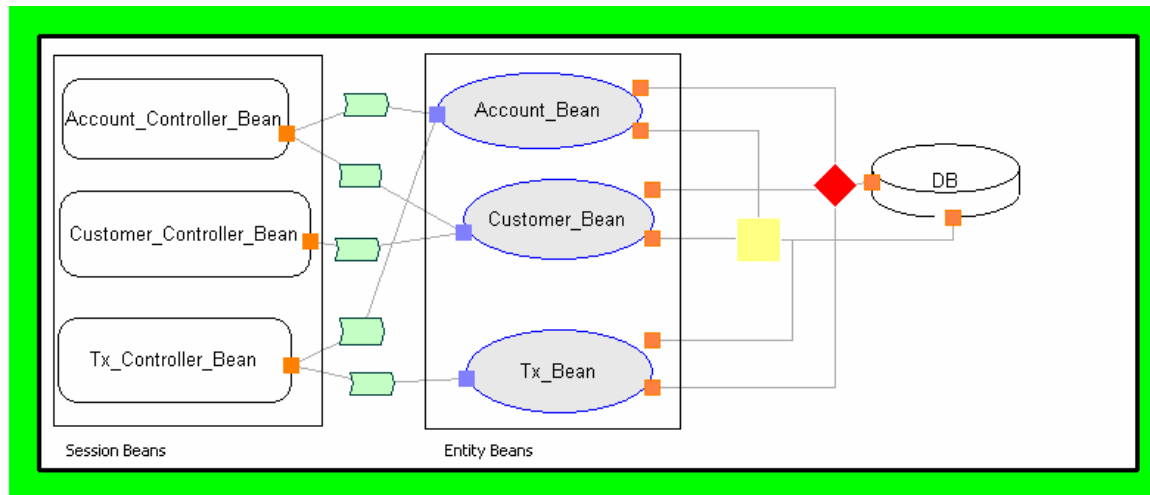 Account_Controller_Bean
Account_Bean
DB
Customer_Controller_Bean
Customer_Bean
Tx_Controller_Bean
Tx_Bean
Session Beans
Entity Beans